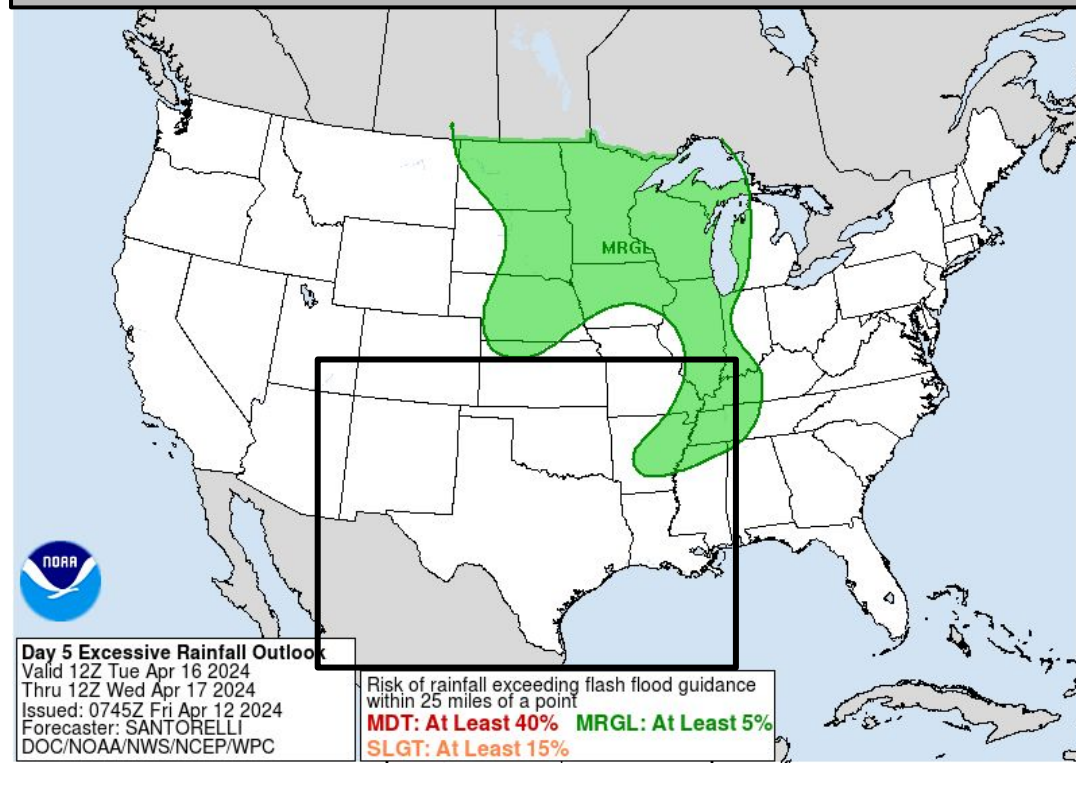 MRGL
NOAA
Day 5 Excessive Rainfall Outlook
Valid 12Z Tue Apr 16 2024
Thru 12Z Wed Apr 17 2024
Issued: 0745Z Fri Apr 12 2024
Forecaster: SANTORELLI
DOC/NOAA/NWS/NCEP/WPC
Risk of rainfall exceeding flash flood guidance
within 25 miles of a point
MDT: At Least 40% MRGL: At Least 5%
SLGT: At Least 15%